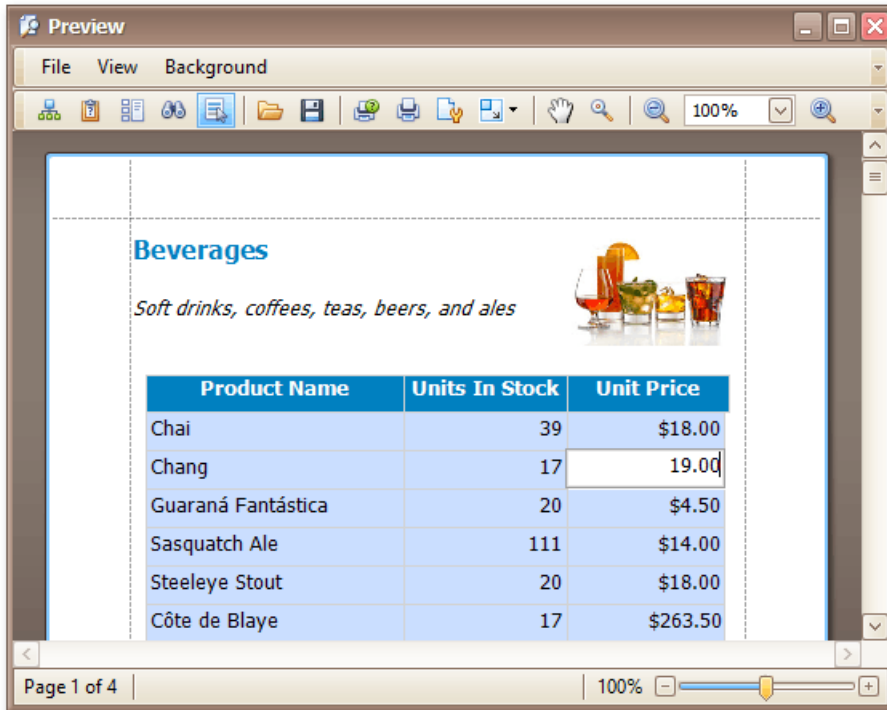 Preview
File View Background
100%
Beverages
Soft drinks, coffees, teas, beers, and ales
Product Name Units In Stock Unit Price
Chai 39 $18.00
Chang 17 19.00
Guaraná Fantástica 20 $4.50
Sasquatch Ale 111 $14.00
Steeleye Stout 20 $18.00
Côte de Blaye 17 $263.50
Page 1 of 4 100%